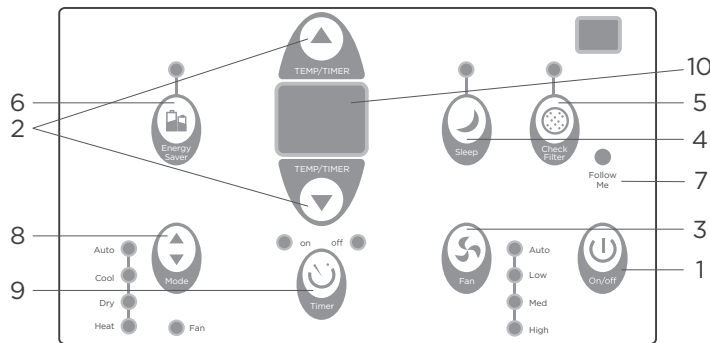 TEMP/TIMER
10
6
5
2
4
Energy
Saver
Sleep
Check
Filter
TEMP/TIMER
Follow
Me
7
8
3
on off
Auto
Auto
Cool
Low
1
Mode
Fan
On/off
9
Timer
Dry
Med
Heat
Fan
High